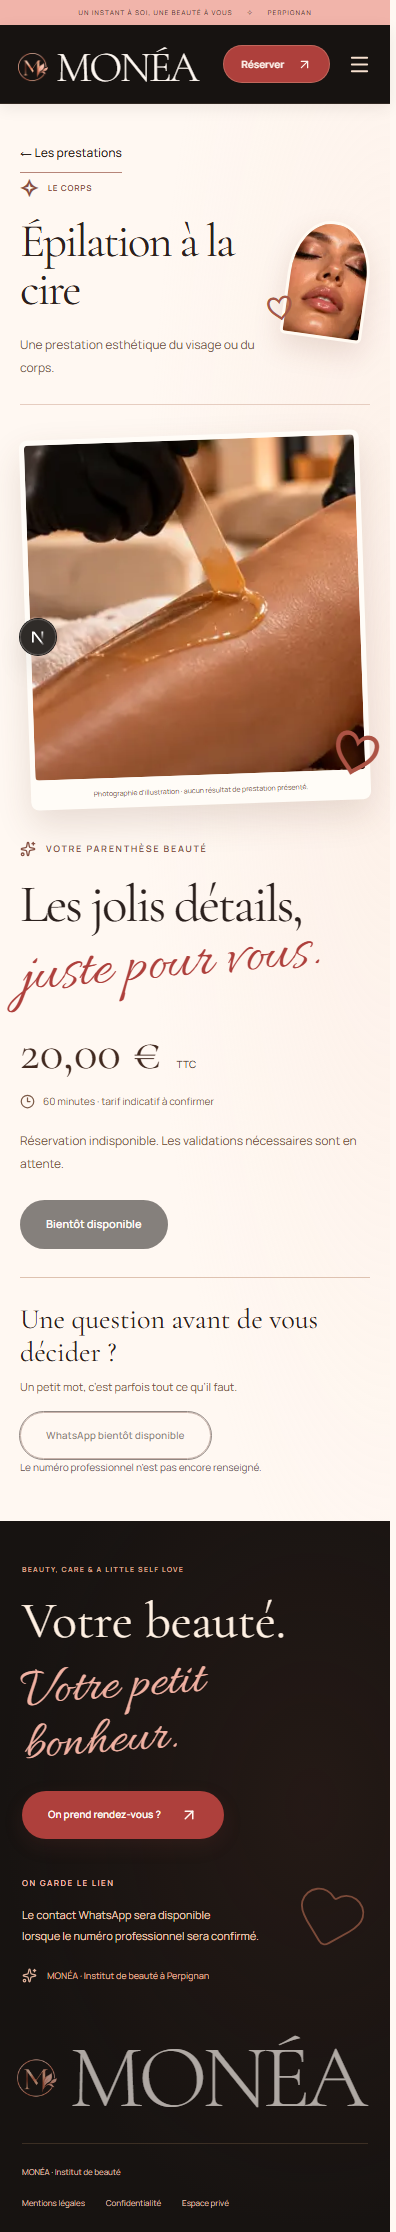 UN INSTANT À SOI, UNE BEAUTÉ À VOUS ✧ PERPIGNAN
M MONÉA Réserver
← Les prestations
LE CORPS
Épilation à la
cire
Une prestation esthétique du visage ou du
corps.
N
Photographie d'illustration · aucun résultat de prestation présenté.
VOTRE PARENTHÈSE BEAUTÉ
Les jolis détails,
juste pour vous.
20,00 € TTC
60 minutes · tarif indicatif à confirmer
Réservation indisponible. Les validations nécessaires sont en
attente.
Bientôt disponible
Une question avant de vous
décider ?
Un petit mot, c'est parfois tout ce qu'il faut.
WhatsApp bientôt disponible
Le numéro professionnel n'est pas encore renseigné.
BEAUTY, CARE & A LITTLE SELF LOVE
Votre beauté.
Votre petit
bonheur.
On prend rendez-vous ?
ON GARDE LE LIEN
Le contact WhatsApp sera disponible
lorsque le numéro professionnel sera confirmé.
MONÉA · Institut de beauté à Perpignan
M MONÉA
MONÉA · Institut de beauté
Mentions légales Confidentialité Espace privé